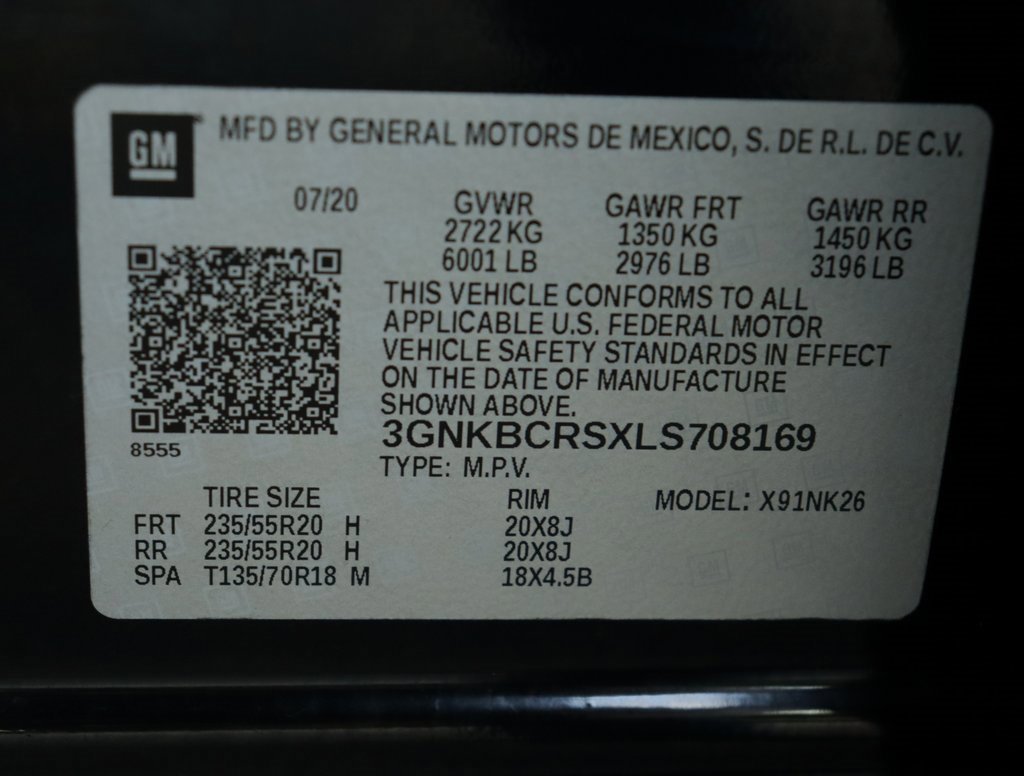 GM® MFD BY GENERAL MOTORS DE MEXICO, S. DE R.L. DE C.V.
07/20 GVWR GAWR FRT GAWR RR
2722 KG 1350 KG 1450 KG
6001 LB 2976 LB 3196 LB
THIS VEHICLE CONFORMS TO ALL
APPLICABLE U.S. FEDERAL MOTOR
VEHICLE SAFETY STANDARDS IN EFFECT
ON THE DATE OF MANUFACTURE
SHOWN ABOVE.
3GNKBCRSXLS708169
8555
TYPE: M.P.V.
TIRE SIZE RIM MODEL: X91NK26
FRT 235/55R20 H 20X8J
RR 235/55R20 H 20X8J
SPA T135/70R18 M 18X4.5B